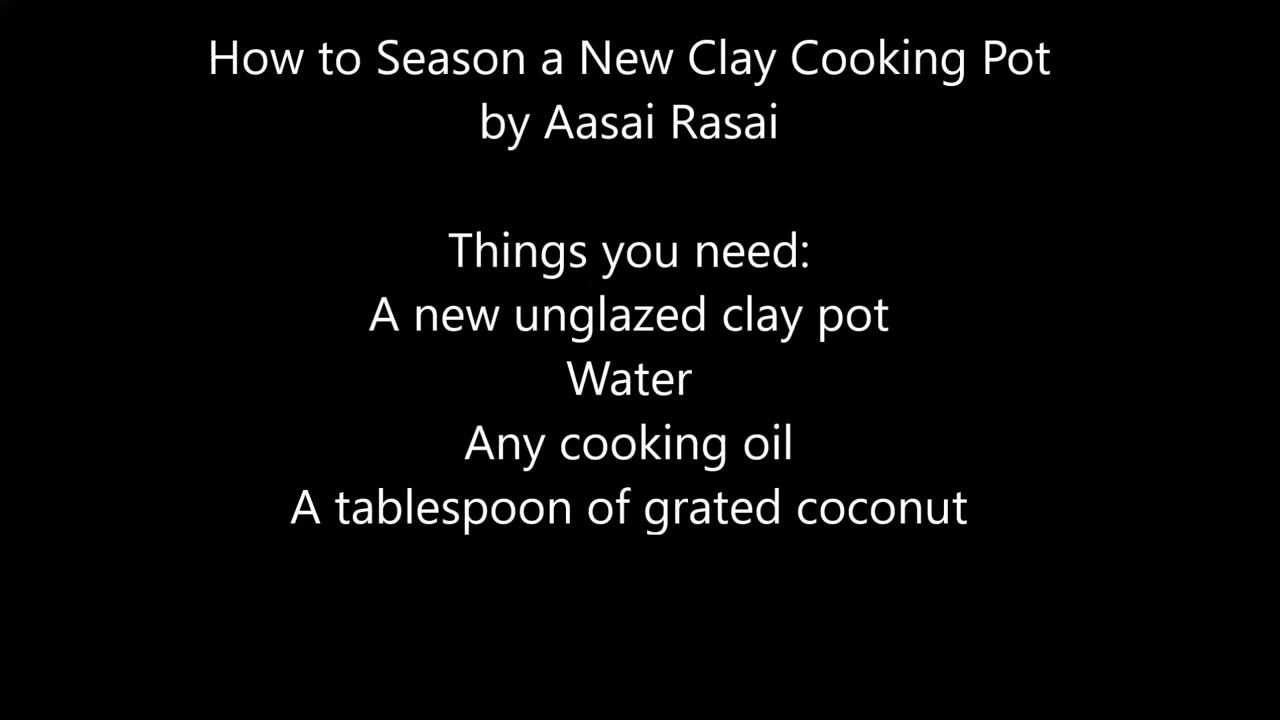 How to Season a New Clay Cooking Pot
by Aasai Rasai
Things you need:
A new unglazed clay pot
Water
Any cooking oil
A tablespoon of grated coconut